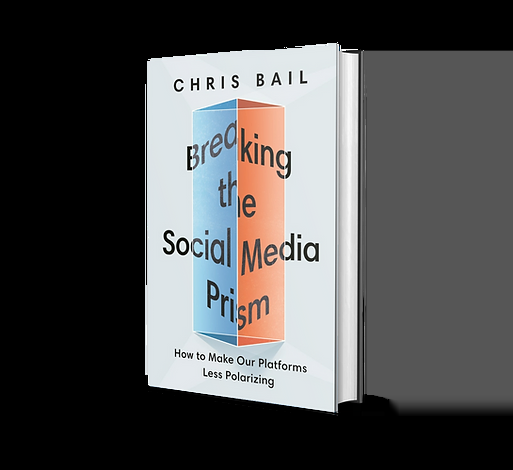 CHRIS BAIL
Breaking
the
Social Media
Prism
How to Make Our Platforms
Less Polarizing